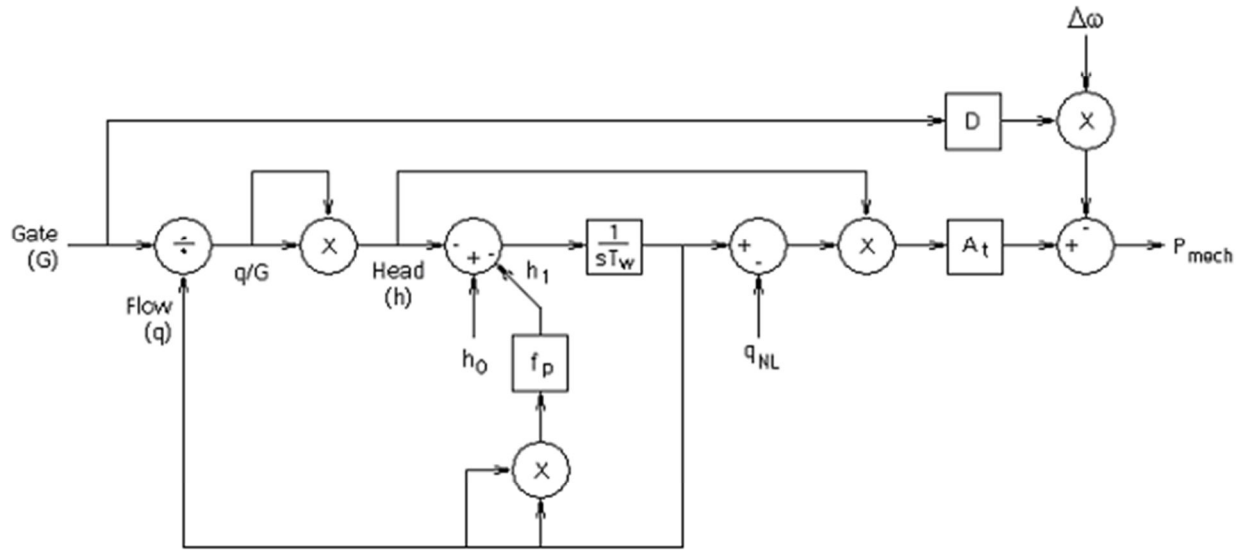 Δω
D
X
Gate
(G)
÷
q/G
X
Head
(h)
-
+
-
h1
1
sTw
+
-
X
At
+
-
Pmech
Flow
(q)
h0
fp
qNL
X